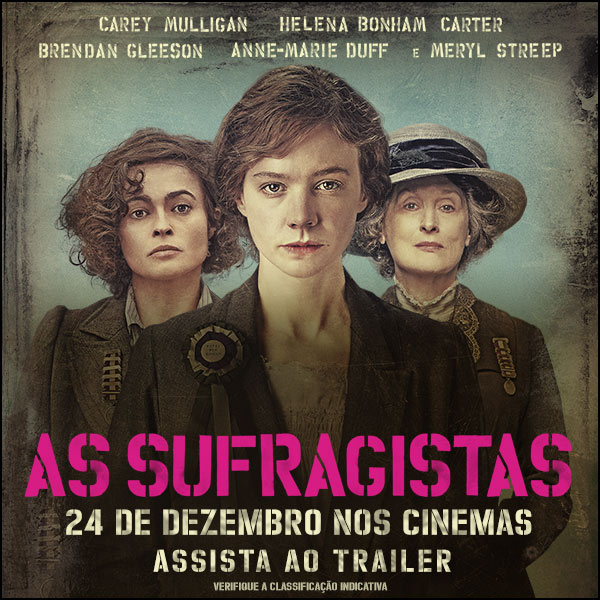 CAREY MULLIGAN HELENA BONHAM CARTER
BRENDAN GLEESON ANNE-MARIE DUFF E MERYL STREEP
AS SUFRAGISTAS
24 DE DEZEMBRO NOS CINEMAS
ASSISTA AO TRAILER
VERIFIQUE A CLASSIFICAÇÃO INDICATIVA